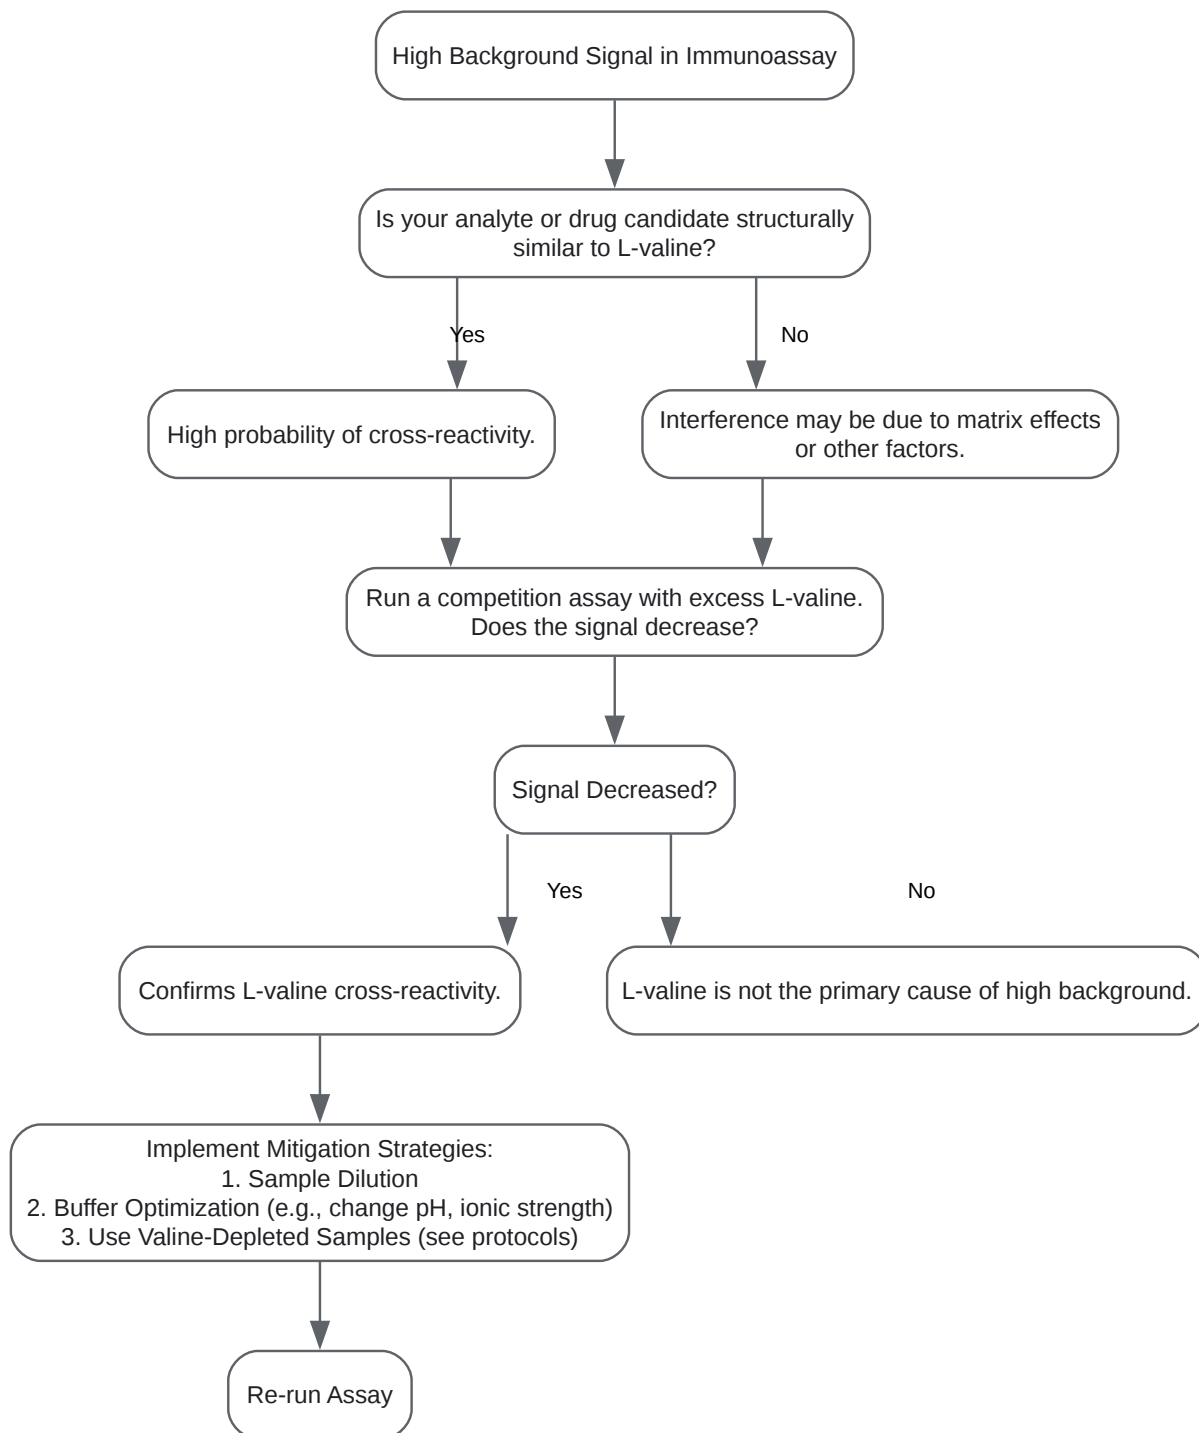 High Background Signal in Immunoassay
Is your analyte or drug candidate structurally
similar to L-valine?
Yes
No
High probability of cross-reactivity.
Interference may be due to matrix effects
or other factors.
Run a competition assay with excess L-valine.
Does the signal decrease?
Signal Decreased?
Yes
No
Confirms L-valine cross-reactivity.
L-valine is not the primary cause of high background.
Implement Mitigation Strategies:
1. Sample Dilution
2. Buffer Optimization (e.g., change pH, ionic strength)
3. Use Valine-Depleted Samples (see protocols)
Re-run Assay